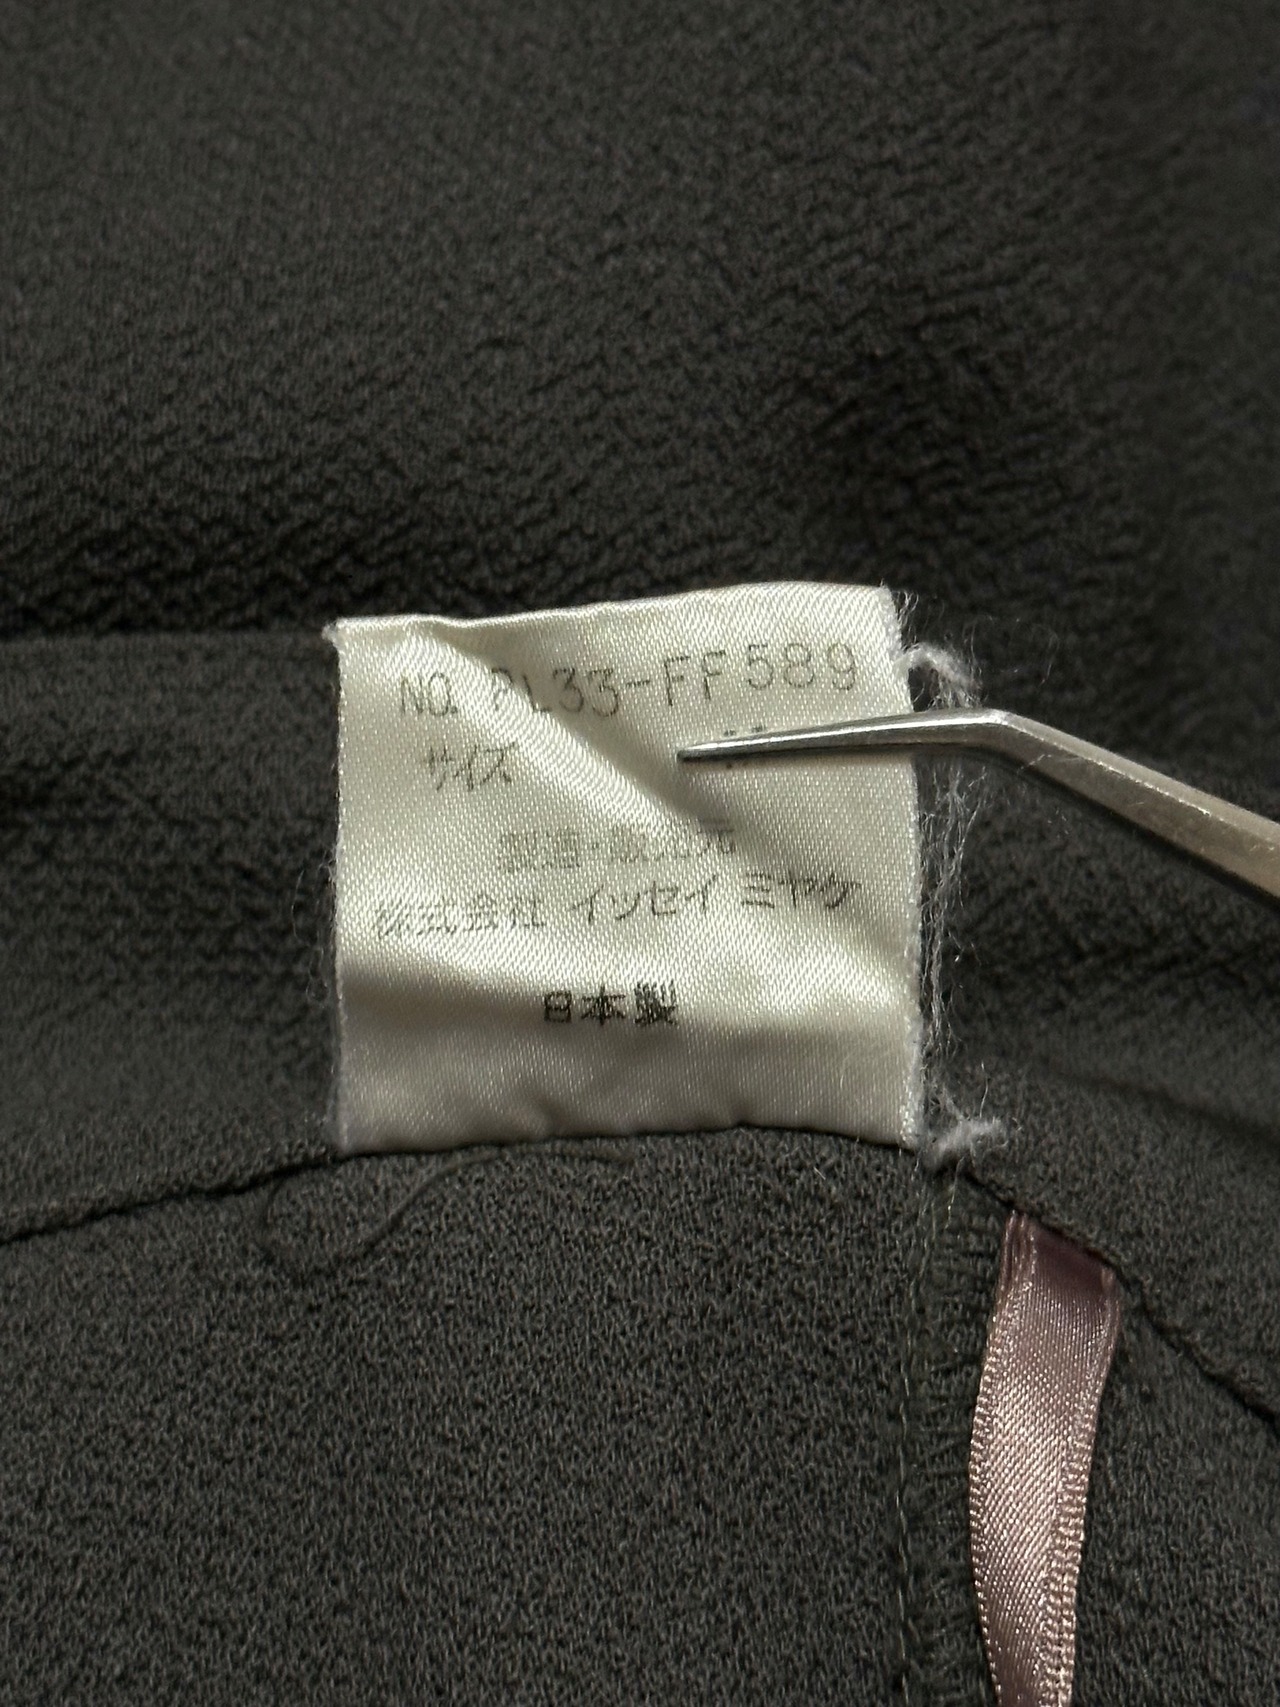 NO. PL33-FF589
サイズ
製造・販売元
株式会社 イッセイ ミヤケ
日本製